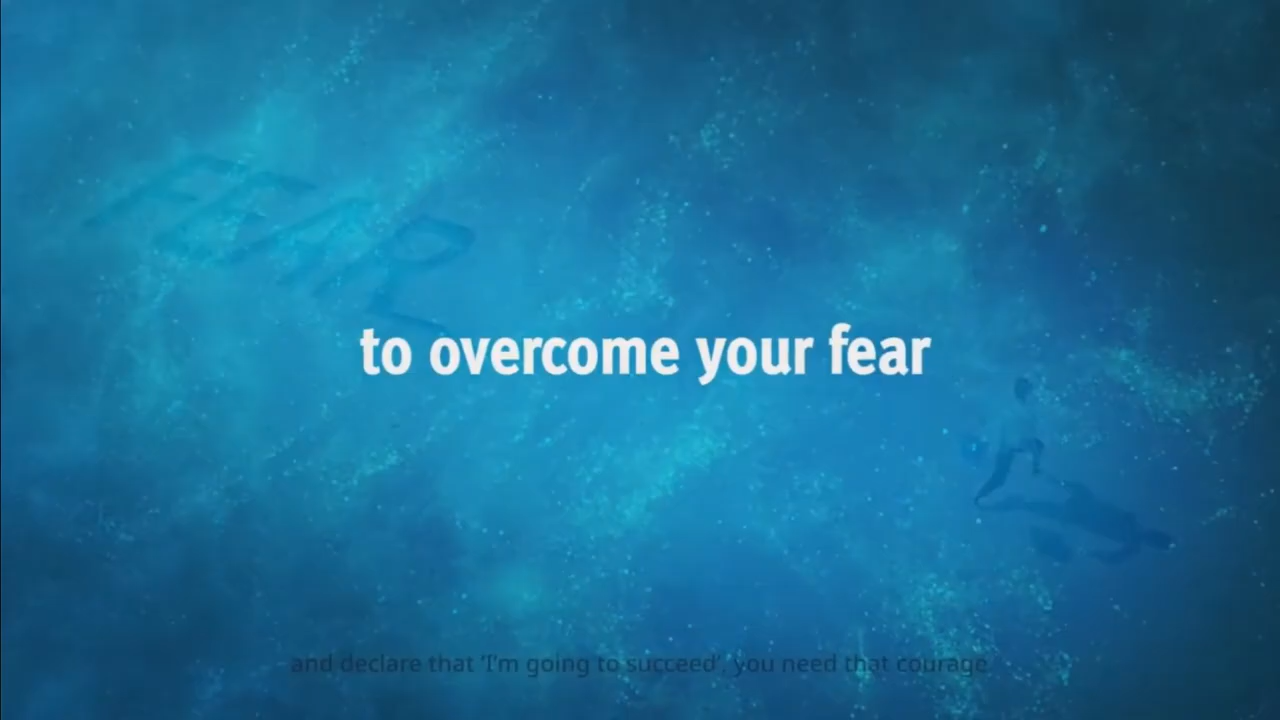 FEAR
to overcome your fear
and declare that ‘I’m going to succeed’, you need that courage